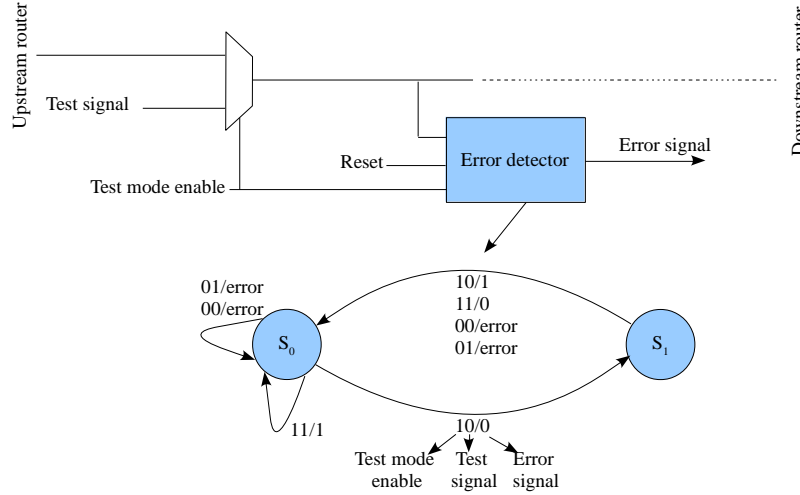 Upstream router
Downstream router
Test signal
Test mode enable
Reset
Error detector
Error signal
01/error
00/error
10/1
11/0
00/error
01/error
S0
S1
11/1
10/0
Test mode
enable
Test
signal
Error
signal